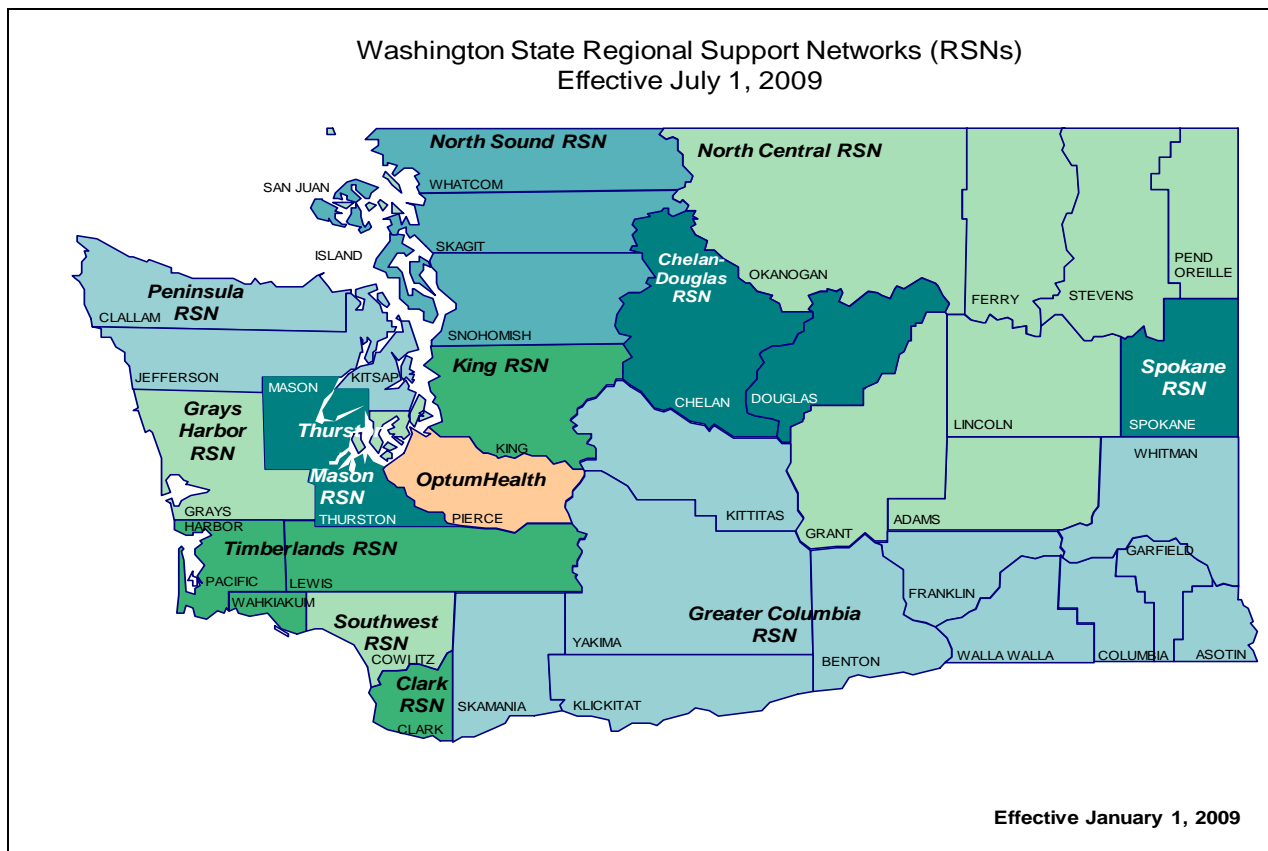 Washington State Regional Support Networks (RSNs)
Effective July 1, 2009
North Sound RSN
North Central RSN
SAN JUAN
WHATCOM
ISLAND
SKAGIT
Chelan-
Douglas
RSN
OKANOGAN
PEND
OREILLE
FERRY
STEVENS
Peninsula
RSN
CLALLAM
SNOHOMISH
King RSN
JEFFERSON
MASON
KITSAP
CHELAN
DOUGLAS
Spokane
RSN
LINCOLN
SPOKANE
Grays
Harbor
RSN
Thurston
Mason
RSN
KING
WHITMAN
OptumHealth
GRAYS
HARBOR
THURSTON
PIERCE
KITTITAS
GRANT
ADAMS
Timberlands RSN
GARFIELD
PACIFIC
LEWIS
WAHKIAKUM
FRANKLIN
Southwest
RSN
COWLITZ
Greater Columbia
RSN
YAKIMA
BENTON
WALLA WALLA
COLUMBIA
ASOTIN
Clark
RSN
CLARK
SKAMANIA
KLICKITAT
Effective January 1, 2009